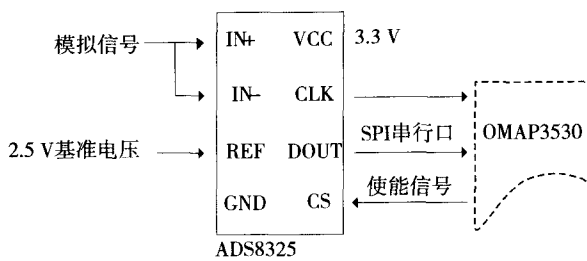 模拟信号
IN+
VCC
3.3 V
IN-
CLK
SPI串行口
OMAP3530
2.5 V基准电压
REF
DOUT
使能信号
GND
CS
ADS8325